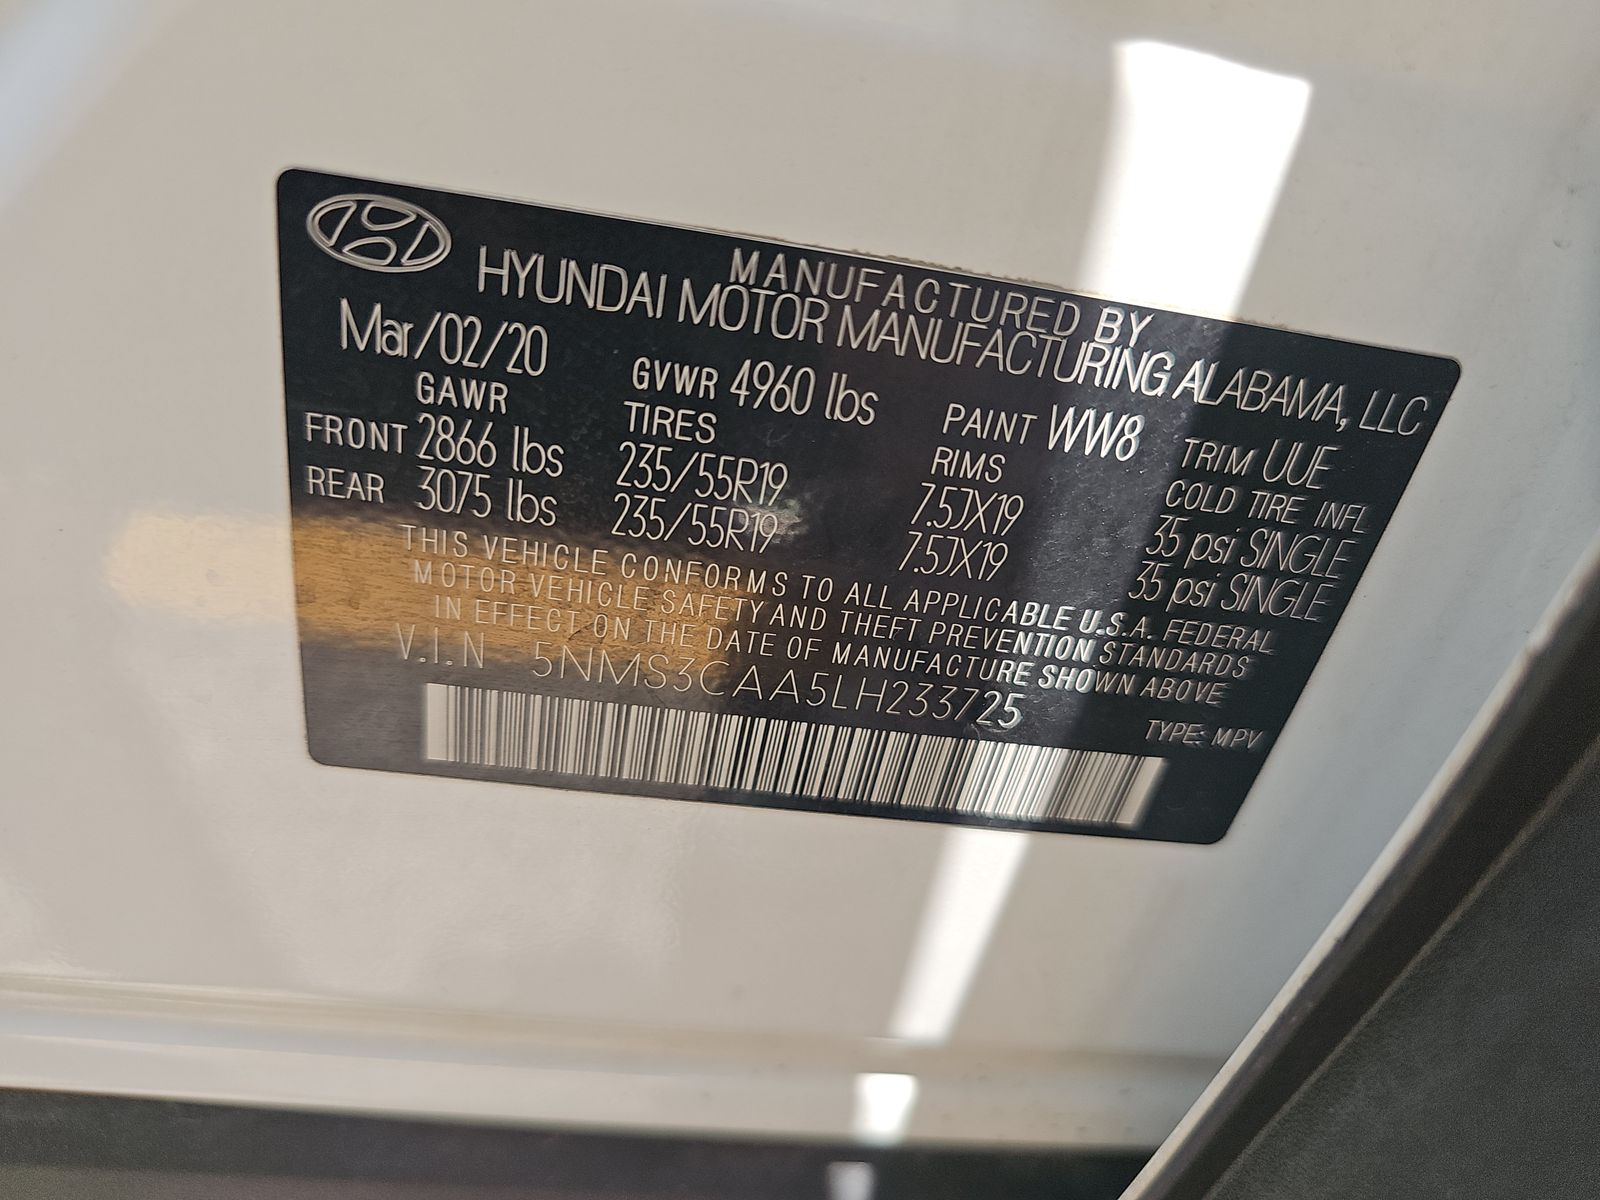 MANUFACTURED BY
HYUNDAI MOTOR MANUFACTURING ALABAMA, LLC
Mar/02/20 GVWR 4960 lbs PAINT WW8 TRIM UUE
GAWR TIRES RIMS COLD TIRE INFL
FRONT 2866 lbs 235/55R19 7.5JX19 35 psi SINGLE
REAR 3075 lbs 235/55R19 7.5JX19 35 psi SINGLE
THIS VEHICLE CONFORMS TO ALL APPLICABLE U.S.A. FEDERAL
MOTOR VEHICLE SAFETY AND THEFT PREVENTION STANDARDS
IN EFFECT ON THE DATE OF MANUFACTURE SHOWN ABOVE
V.I.N 5NMS3CAA5LH233725 TYPE: MPV